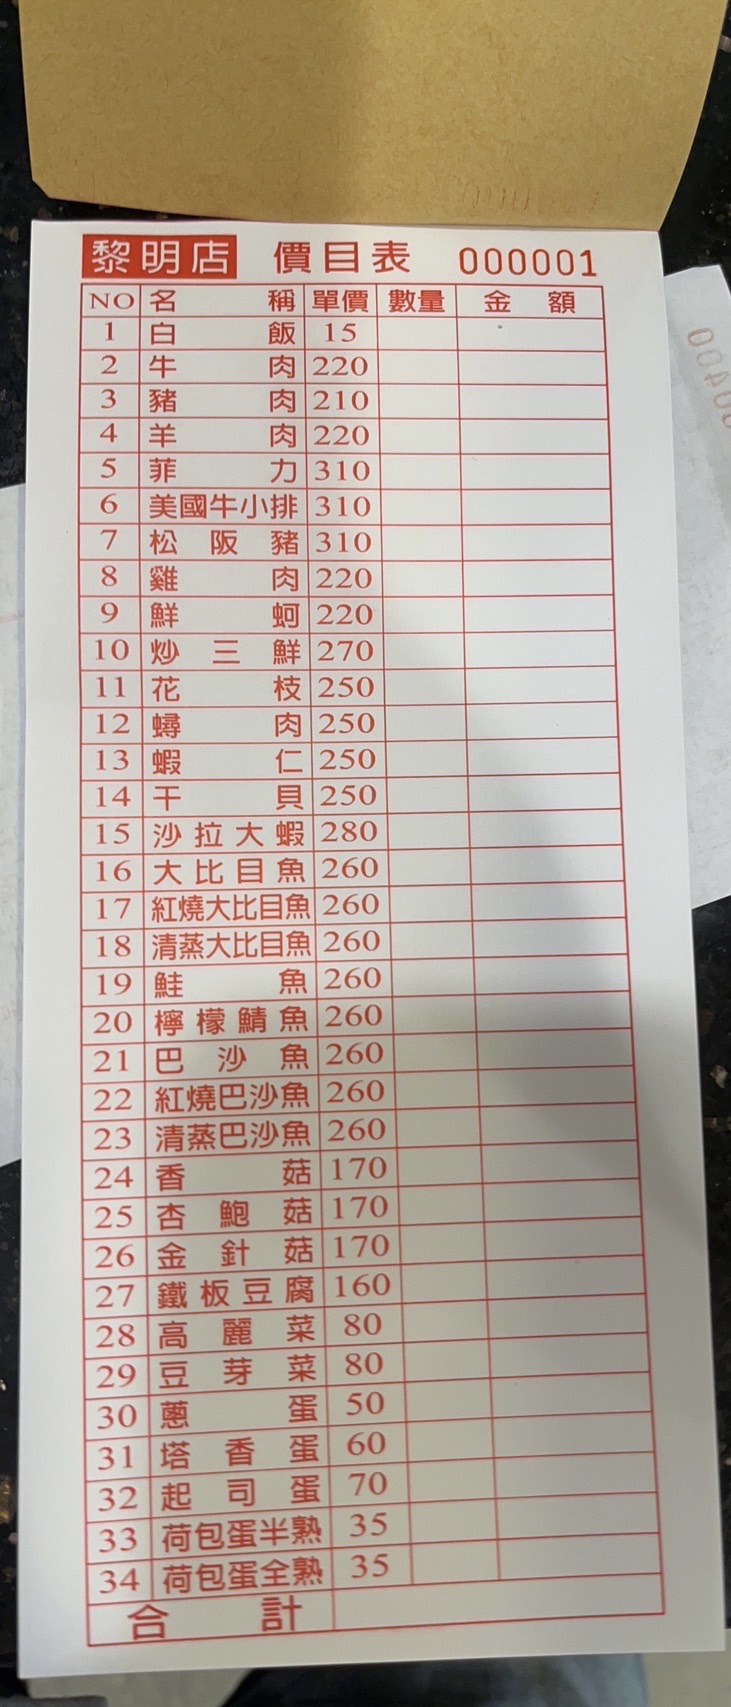 黎明店 價目表 000001
NO 名稱 單價 數量 金額
1 白飯 15
2 牛肉 220
3 豬肉 210
4 羊肉 220
5 菲力 310
6 美國牛小排 310
7 松阪豬 310
8 雞肉 220
9 鮮蚵 220
10 炒三鮮 270
11 花枝 250
12 蟳肉 250
13 蝦仁 250
14 干貝 250
15 沙拉大蝦 280
16 大比目魚 260
17 紅燒大比目魚 260
18 清蒸大比目魚 260
19 鮭魚 260
20 檸檬鯖魚 260
21 巴沙魚 260
22 紅燒巴沙魚 260
23 清蒸巴沙魚 260
24 香菇 170
25 杏鮑菇 170
26 金針菇 170
27 鐵板豆腐 160
28 高麗菜 80
29 豆芽菜 80
30 蔥蛋 50
31 塔香蛋 60
32 起司蛋 70
33 荷包蛋半熟 35
34 荷包蛋全熟 35
合計